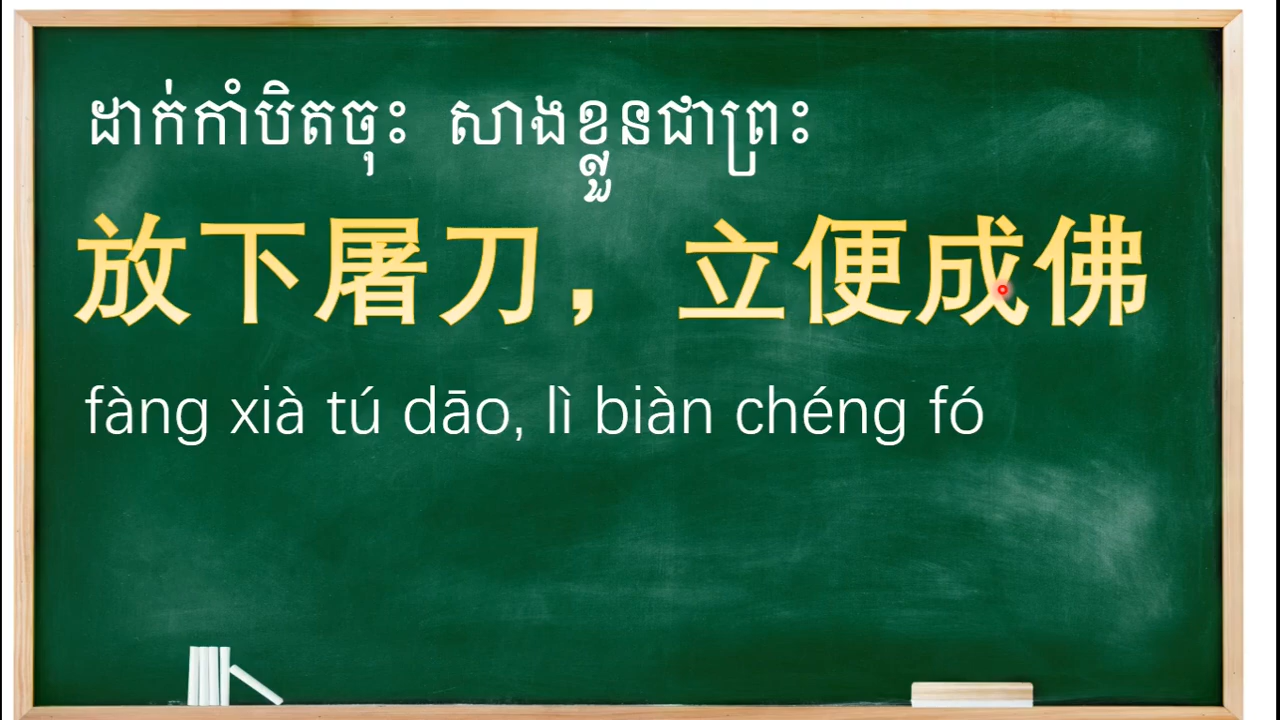 ដាក់កាំបិតចុះ សាងខ្លួនជាព្រះ
放下屠刀，立便成佛
fàng xià tú dāo, lì biàn chéng fó